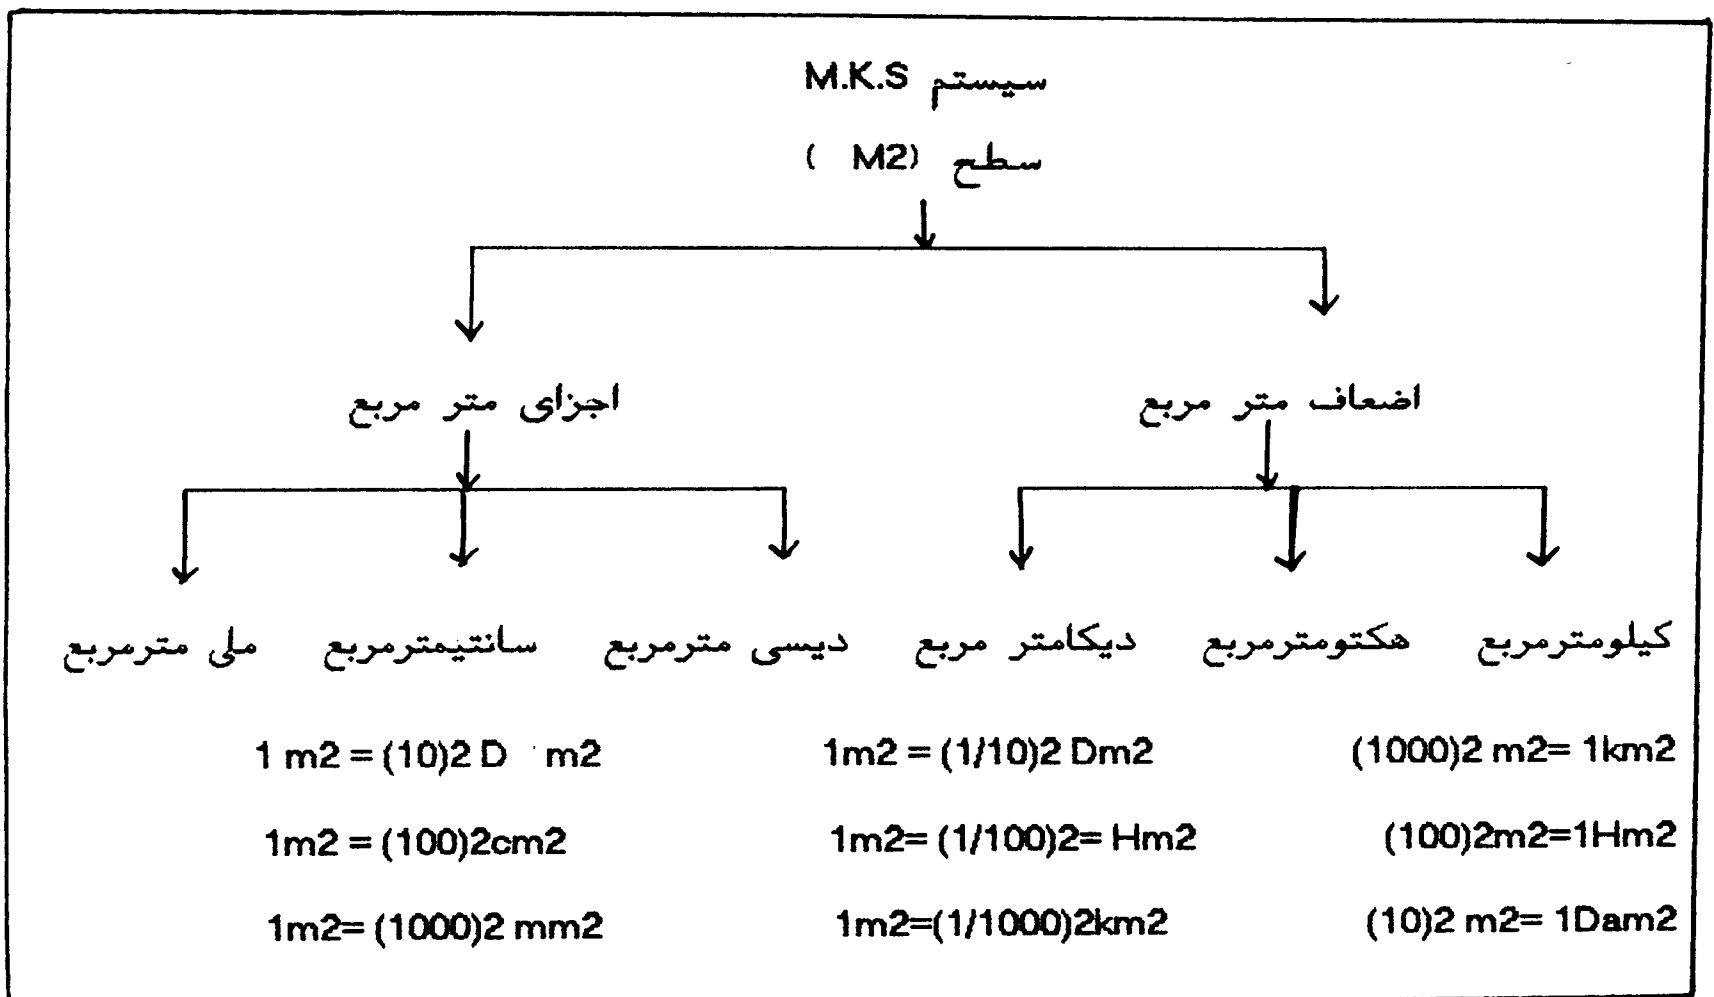 سیستم M.K.S
سطح (M2 )
اضعاف متر مربع
اجزای متر مربع
کیلومترمربع
هکتومترمربع
دیکامتر مربع
دیسی مترمربع
سانتیمترمربع
ملی مترمربع
(1000)2 m2= 1km2
1m2 = (1/10)2 Dm2
1 m2 = (10)2 D m2
(100)2m2=1Hm2
1m2= (1/100)2= Hm2
1m2 = (100)2cm2
(10)2 m2= 1Dam2
1m2=(1/1000)2km2
1m2= (1000)2 mm2